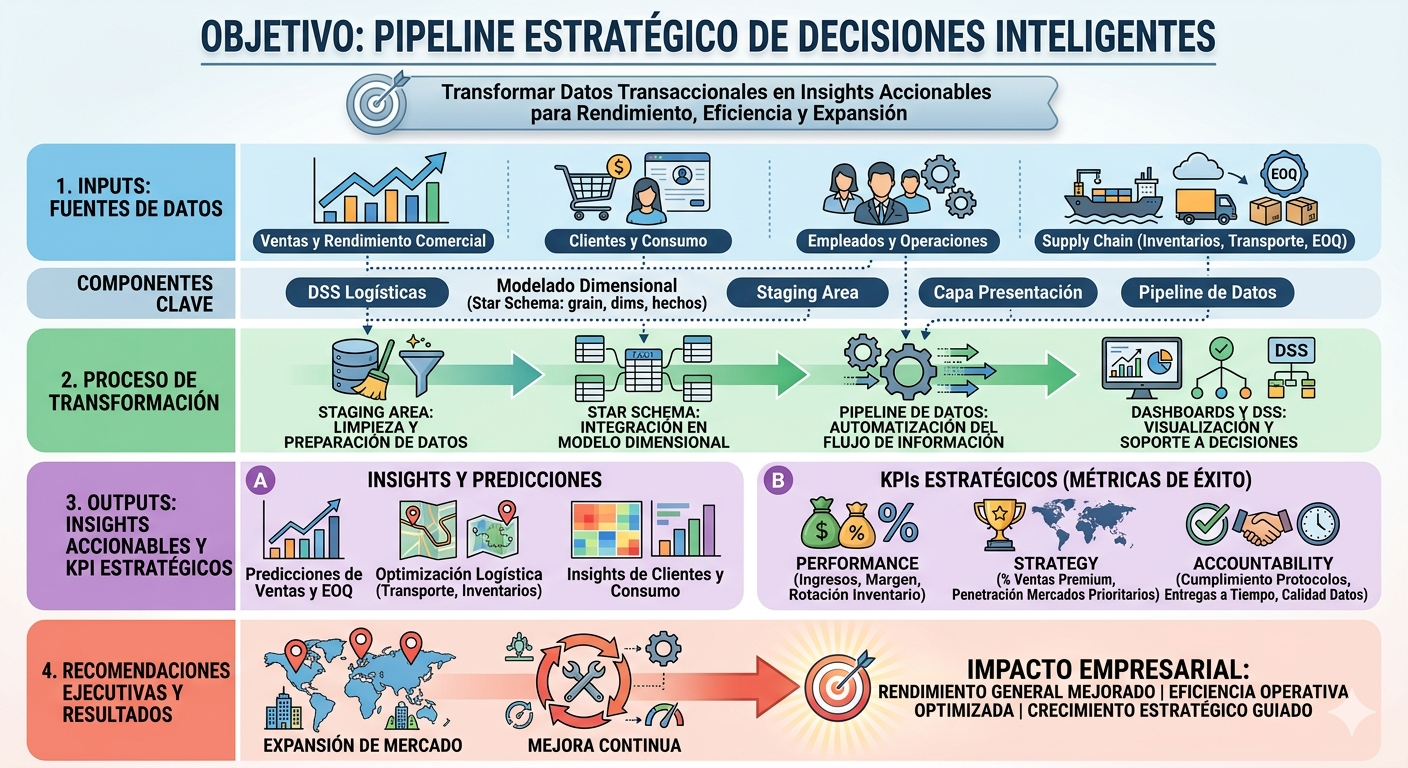 OBJETIVO: PIPELINE ESTRATÉGICO DE DECISIONES INTELIGENTES
Transformar Datos Transaccionales en Insights Accionables
para Rendimiento, Eficiencia y Expansión
1. INPUTS:
FUENTES DE DATOS
$
EOQ
Ventas y Rendimiento Comercial
Clientes y Consumo
Empleados y Operaciones
Supply Chain (Inventarios, Transporte, EOQ)
COMPONENTES
CLAVE
DSS Logísticas
Modelado Dimensional
(Star Schema: grain, dims, hechos)
Staging Area
Capa Presentación
Pipeline de Datos
2. PROCESO DE
TRANSFORMACIÓN
DSS
STAGING AREA:
LIMPIEZA Y
PREPARACIÓN DE DATOS
STAR SCHEMA:
INTEGRACIÓN EN
MODELO DIMENSIONAL
PIPELINE DE DATOS:
AUTOMATIZACIÓN DEL
FLUJO DE INFORMACIÓN
DASHBOARDS Y DSS:
VISUALIZACIÓN Y
SOPORTE A DECISIONES
3. OUTPUTS:
INSIGHTS
ACCIONABLES Y
KPI ESTRATÉGICOS
A
INSIGHTS Y PREDICCIONES
Predicciones de
Ventas y EOQ
Optimización Logística
(Transporte, Inventarios)
Insights de Clientes y
Consumo
B
KPIs ESTRATÉGICOS (MÉTRICAS DE ÉXITO)
$
%
%
PERFORMANCE
(Ingresos, Margen,
Rotación Inventario)
STRATEGY
(% Ventas Premium,
Penetración Mercados Prioritarios)
ACCOUNTABILITY
(Cumplimiento Protocolos,
Entregas a Tiempo, Calidad Datos)
4. RECOMENDACIONES
EJECUTIVAS Y
RESULTADOS
EXPANSIÓN DE MERCADO
MEJORA CONTINUA
IMPACTO EMPRESARIAL:
RENDIMIENTO GENERAL MEJORADO | EFICIENCIA OPERATIVA
OPTIMIZADA | CRECIMIENTO ESTRATÉGICO GUIADO